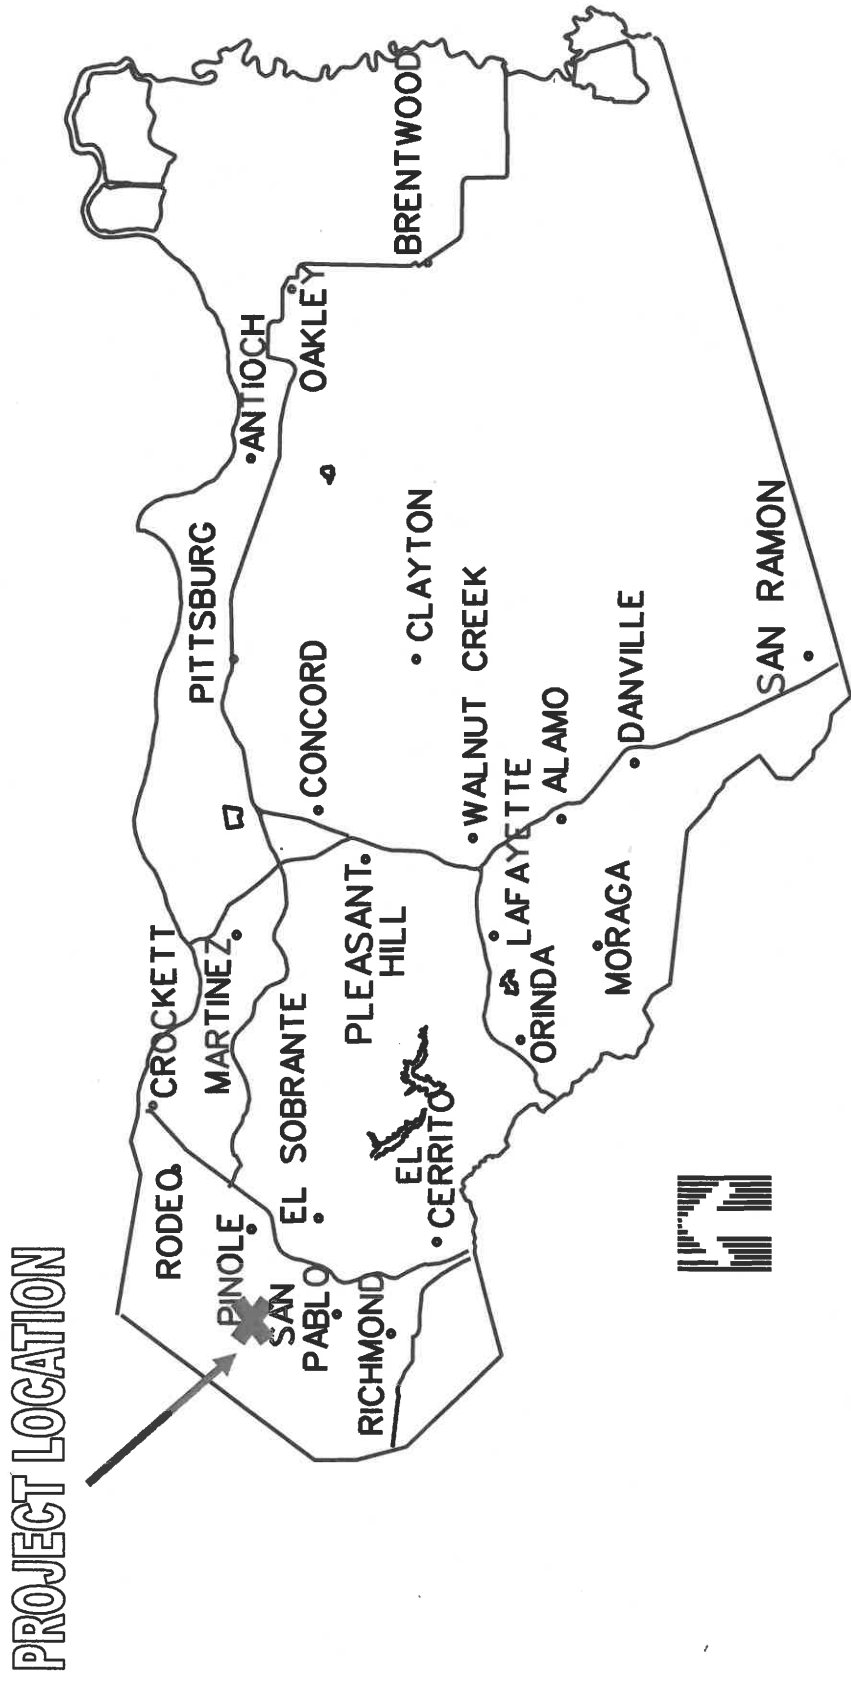 PROJECT LOCATION
CROCKETT
RODEO
MARTINEZ
PINOLE
PITTSBURG
ANTIOCH
OAKLEY
BRENTWOOD
EL SOBRANTE
SAN
PABLO
CONCORD
RICHMOND
PLEASANT
HILL
CLAYTON
EL
CERRITO
WALNUT CREEK
LAFAYETTE
ORINDA
ALAMO
MORAGA
DANVILLE
SAN RAMON